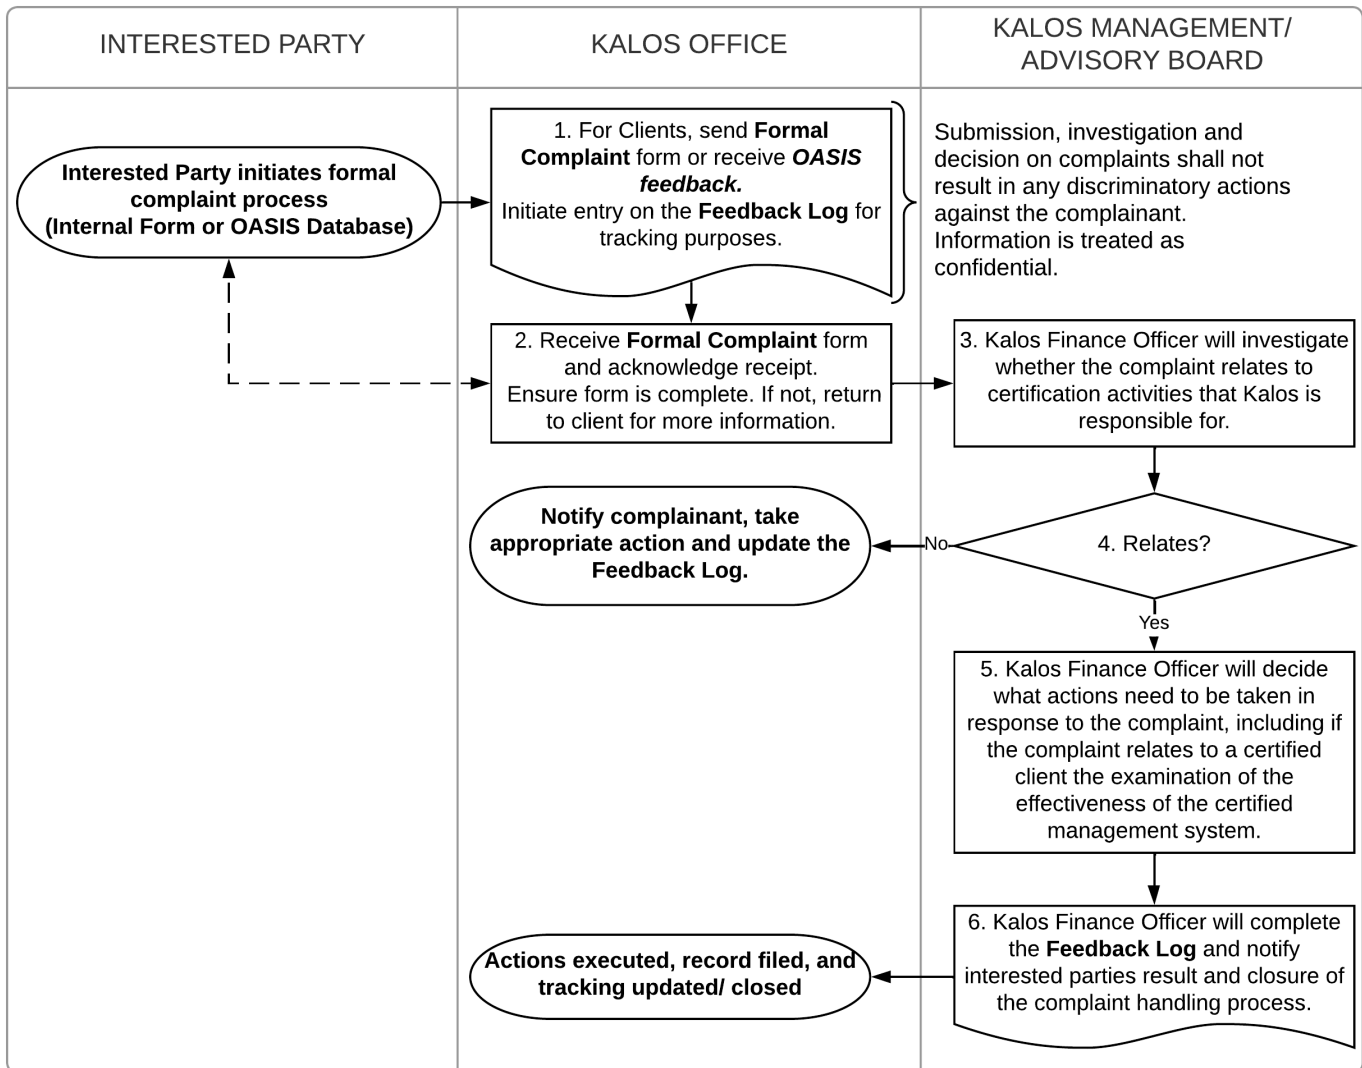 INTERESTED PARTY
KALOS OFFICE
KALOS MANAGEMENT/
ADVISORY BOARD
Interested Party initiates formal
complaint process
(Internal Form or OASIS Database)
1. For Clients, send Formal
Complaint form or receive OASIS
feedback.
Initiate entry on the Feedback Log for
tracking purposes.
Submission, investigation and
decision on complaints shall not
result in any discriminatory actions
against the complainant.
Information is treated as
confidential.
2. Receive Formal Complaint form
and acknowledge receipt.
Ensure form is complete. If not, return
to client for more information.
3. Kalos Finance Officer will investigate
whether the complaint relates to
certification activities that Kalos is
responsible for.
Notify complainant, take
appropriate action and update the
Feedback Log.
No
4. Relates?
Yes
5. Kalos Finance Officer will decide
what actions need to be taken in
response to the complaint, including if
the complaint relates to a certified
client the examination of the
effectiveness of the certified
management system.
6. Kalos Finance Officer will complete
the Feedback Log and notify
interested parties result and closure of
the complaint handling process.
Actions executed, record filed, and
tracking updated/ closed